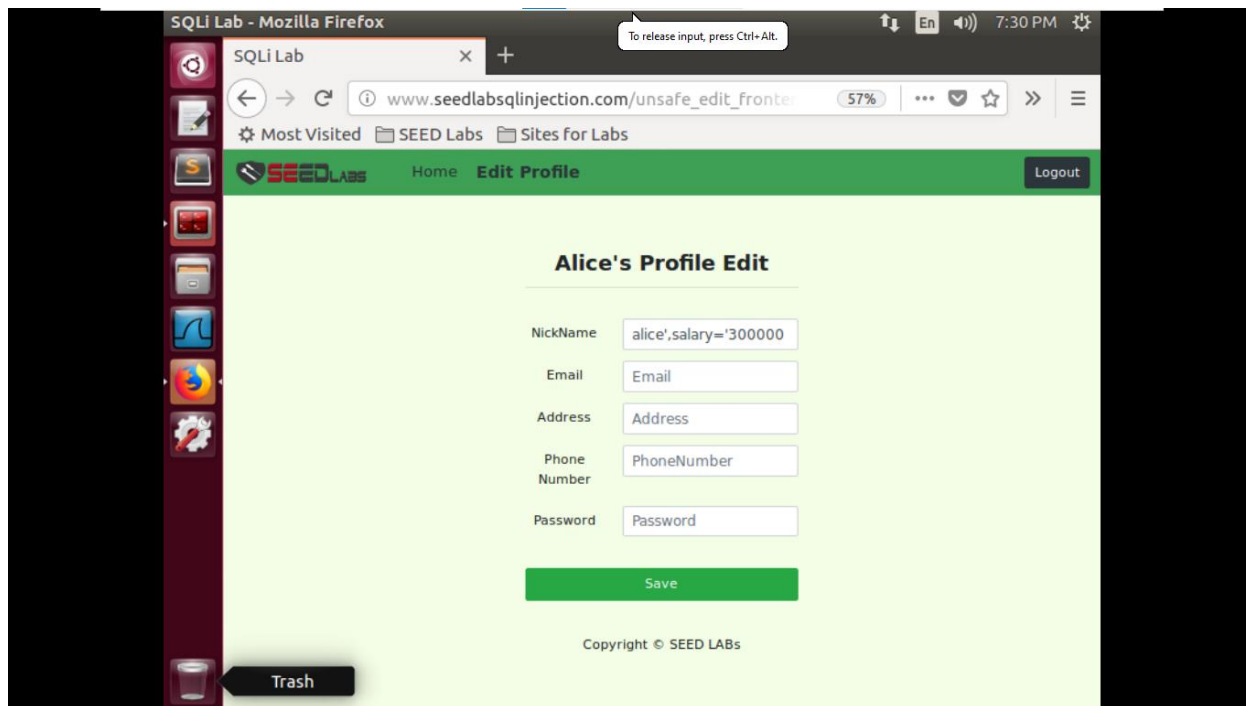 SQLi Lab - Mozilla Firefox
En
7:30 PM
To release input, press Ctrl+Alt.
SQLi Lab
www.seedlabsqlinjection.com/unsafe_edit_fronte
57%
Most Visited SEED Labs Sites for Labs
SEEDLABS Home Edit Profile Logout
Alice's Profile Edit
NickName alice',salary='300000
Email Email
Address Address
Phone PhoneNumber
Number
Password Password
Save
Copyright © SEED LABs
Trash